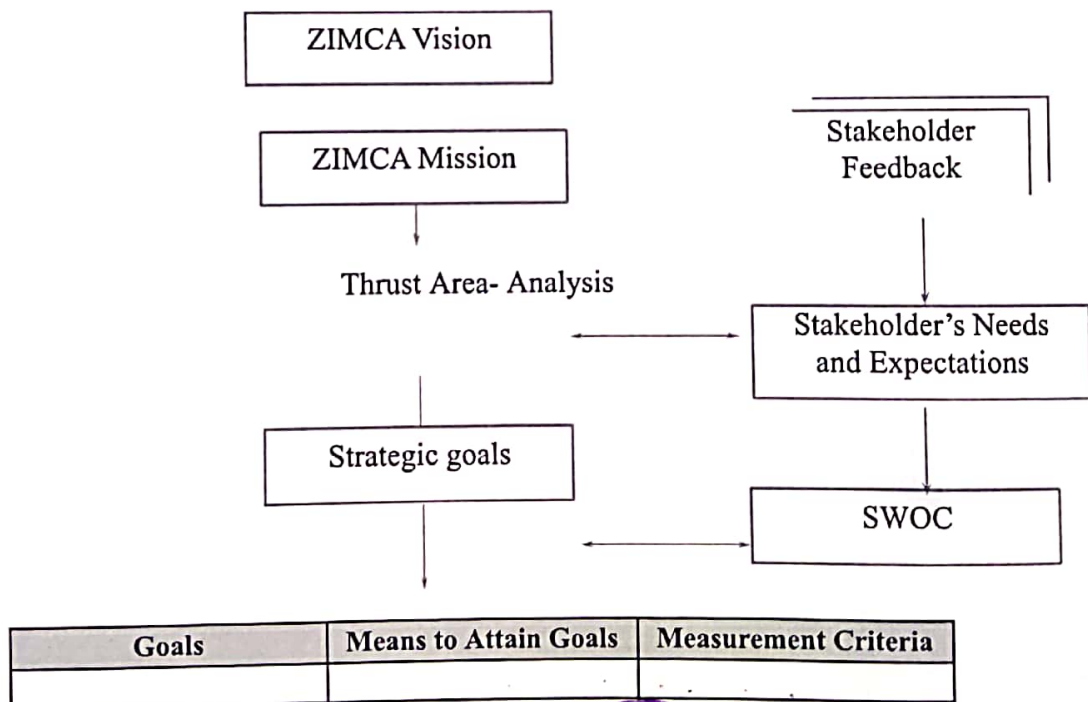 ZIMCA Vision
ZIMCA Mission
Stakeholder
Feedback
Thrust Area- Analysis
Stakeholder's Needs
and Expectations
Strategic goals
SWOC
Goals Means to Attain Goals Measurement Criteria